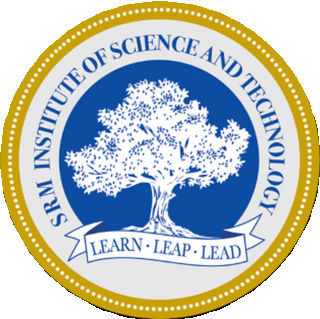 SRM INSTITUTE OF SCIENCE AND TECHNOLOGY
LEARN · LEAP · LEAD